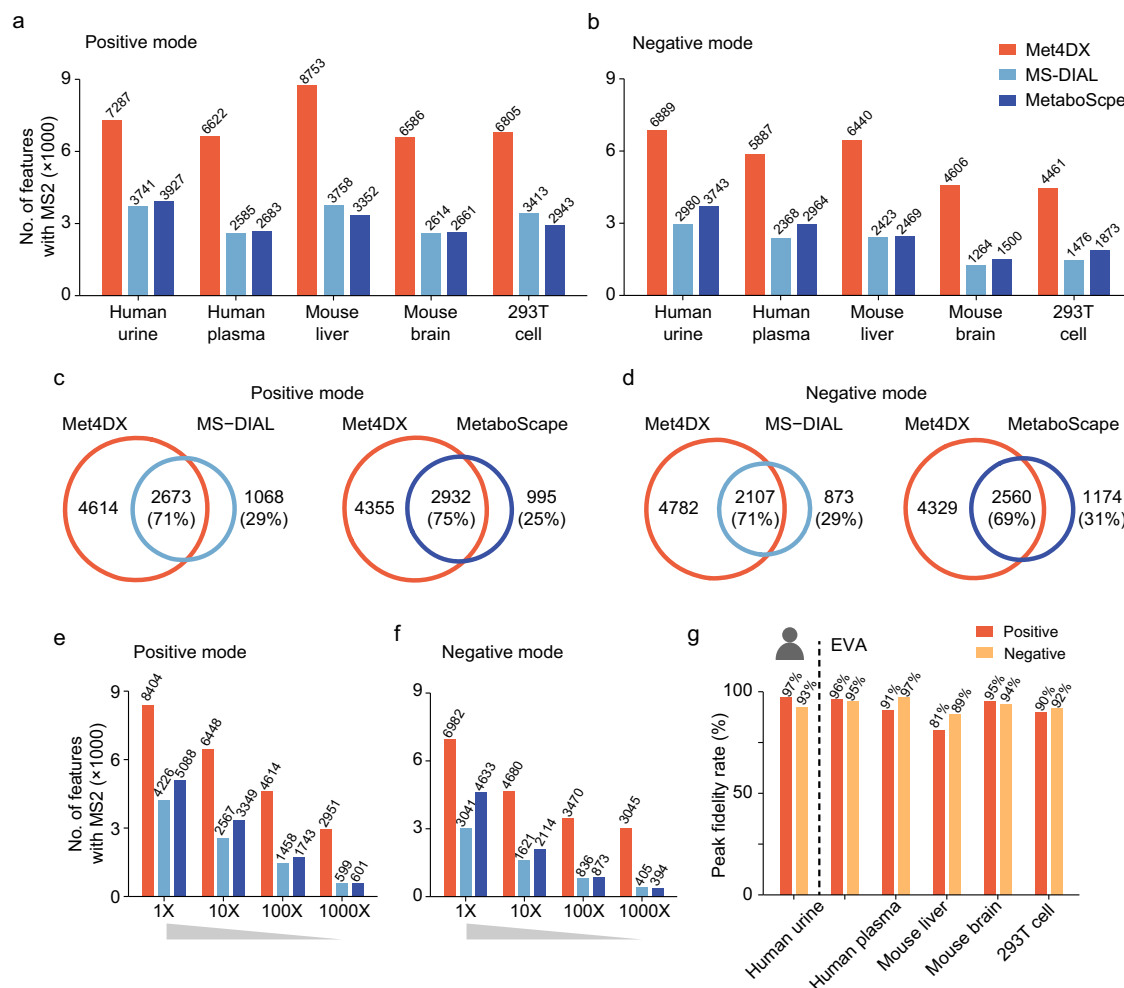 a
Positive mode
No. of features
with MS2 (×1000)
9
6
3
0
7287
3741
3927
6622
2585
2683
8753
3758
3352
6586
2614
2661
6805
3413
2943
Human
urine
Human
plasma
Mouse
liver
Mouse
brain
293T
cell
b
Negative mode
Met4DX
MS-DIAL
MetaboScpe
9
6
3
0
6889
2980
3743
5887
2368
2964
6440
2423
2469
4606
1264
1500
4461
1476
1873
Human
urine
Human
plasma
Mouse
liver
Mouse
brain
293T
cell
c
Positive mode
Met4DX
MS−DIAL
4614
2673
(71%)
1068
(29%)
Met4DX
MetaboScape
4355
2932
(75%)
995
(25%)
d
Negative mode
Met4DX
MS−DIAL
4782
2107
(71%)
873
(29%)
Met4DX
MetaboScape
4329
2560
(69%)
1174
(31%)
e
Positive mode
No. of features
with MS2 (×1000)
9
6
3
0
8404
4226
5088
6448
2567
3349
4614
1458
1743
2951
599
601
1X
10X
100X
1000X
f
Negative mode
9
6
3
0
6982
3041
4633
4680
1621
2114
3470
836
873
3045
405
394
1X
10X
100X
1000X
g
EVA
Positive
Negative
Peak fidelity rate (%)
100
50
0
97%
93%
96%
95%
91%
97%
81%
89%
95%
94%
90%
92%
Human urine
Human plasma
Mouse liver
Mouse brain
293T cell